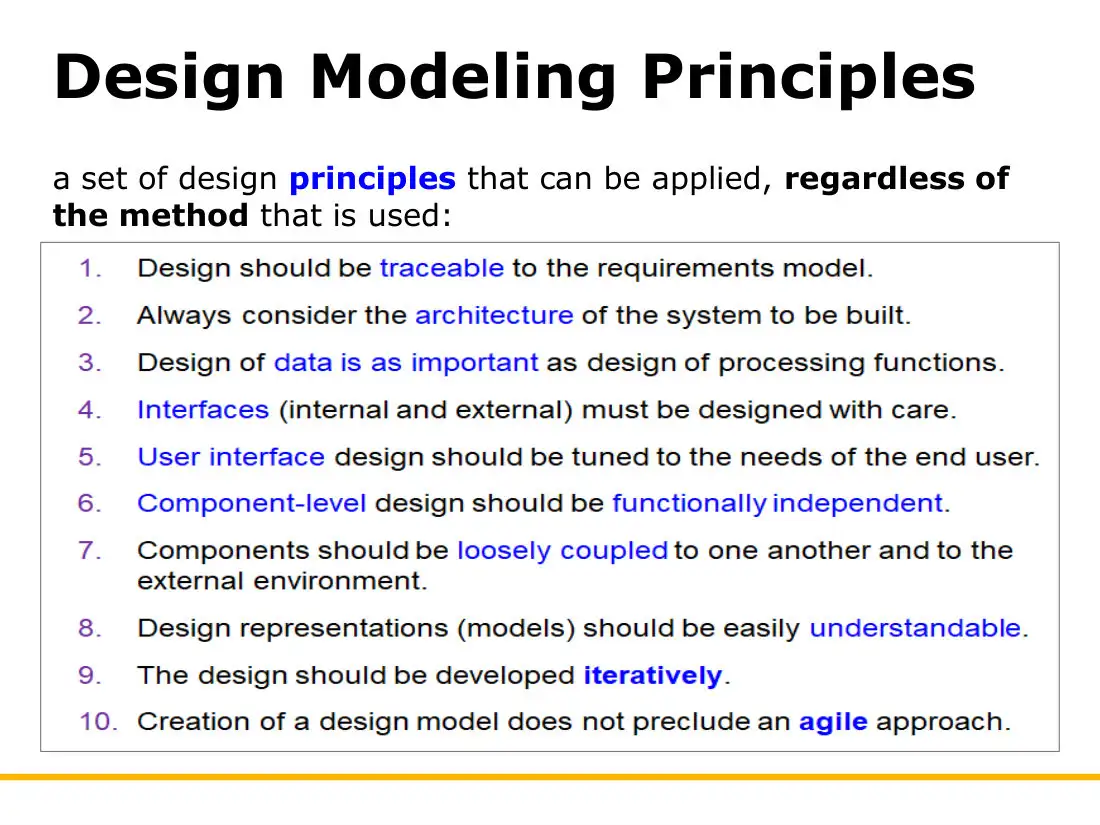 Design Modeling Principles
a set of design principles that can be applied, regardless of
the method that is used:
1. Design should be traceable to the requirements model.
2. Always consider the architecture of the system to be built.
3. Design of data is as important as design of processing functions.
4. Interfaces (internal and external) must be designed with care.
5. User interface design should be tuned to the needs of the end user.
6. Component-level design should be functionally independent.
7. Components should be loosely coupled to one another and to the
external environment.
8. Design representations (models) should be easily understandable.
9. The design should be developed iteratively.
10. Creation of a design model does not preclude an agile approach.